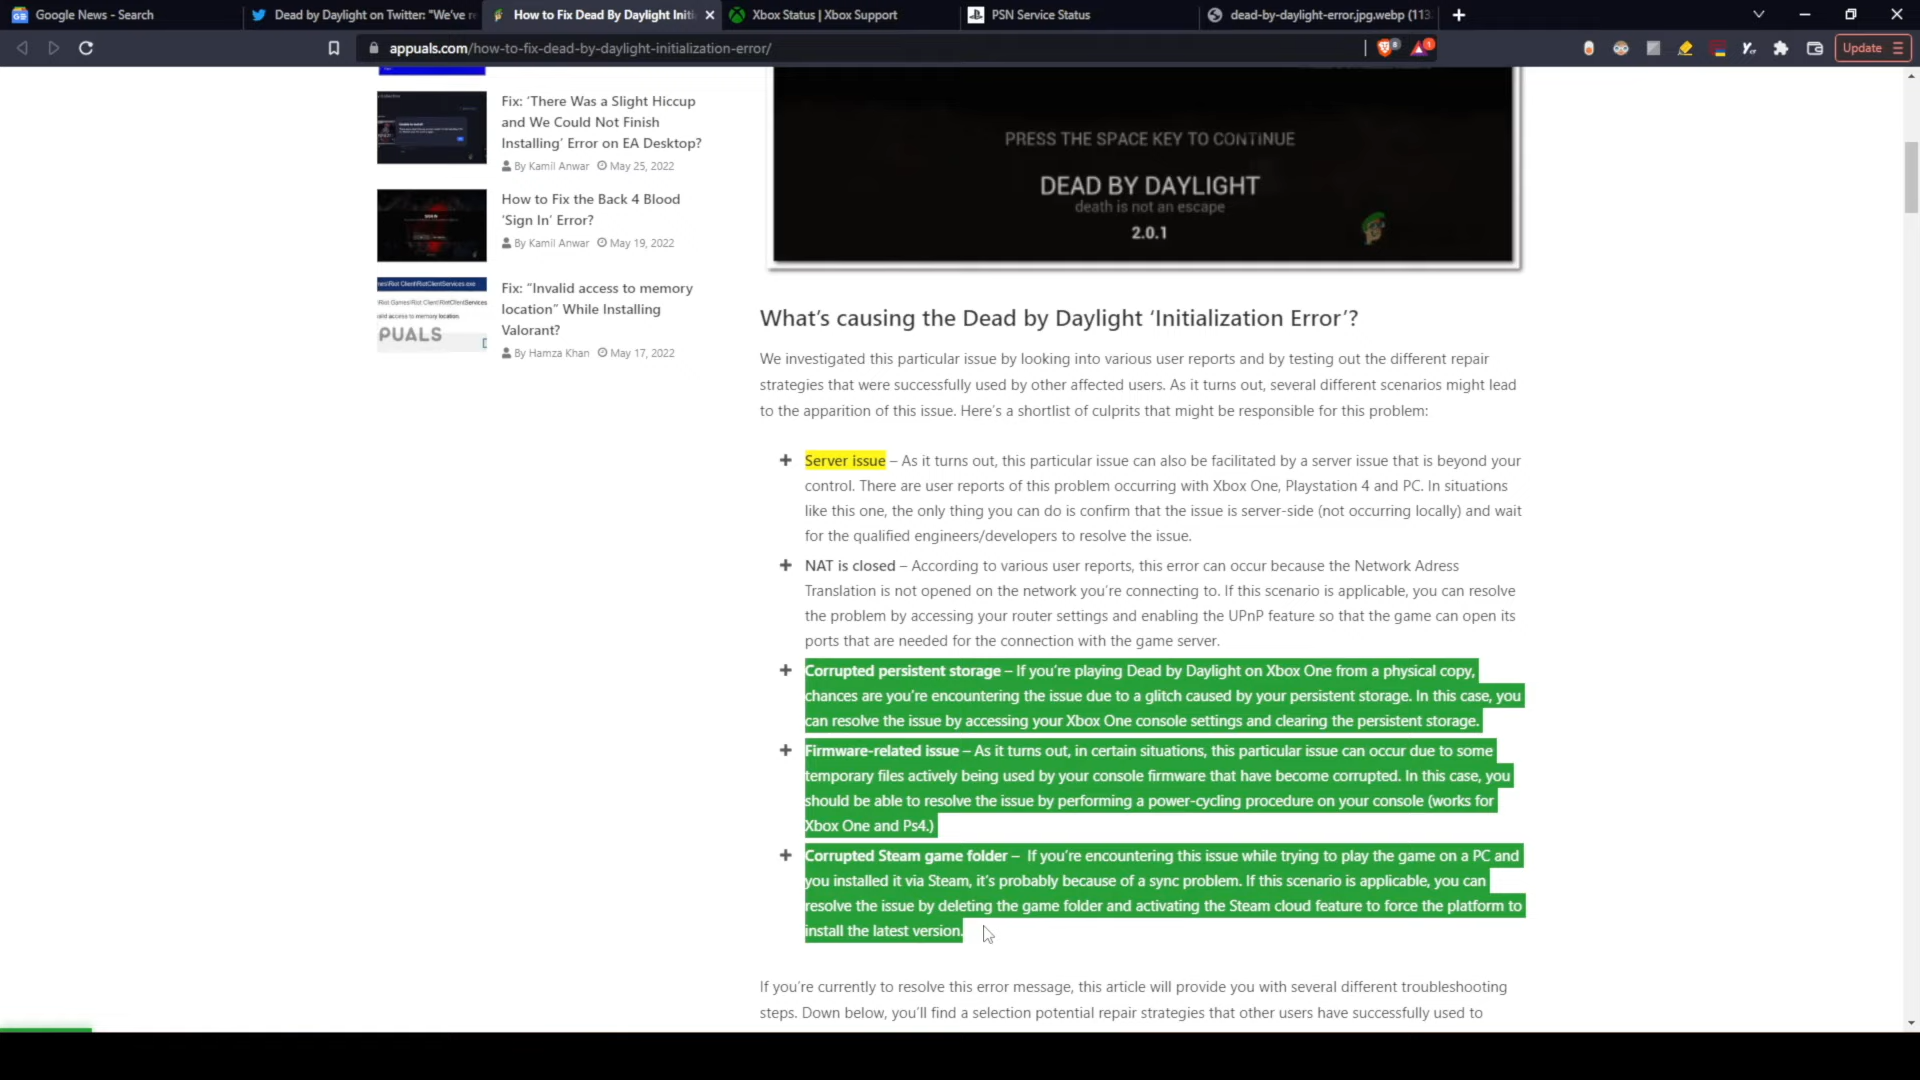 Google News - Search
Dead by Daylight on Twitter: "We've re
How to Fix Dead By Daylight Initi
Xbox Status | Xbox Support
PSN Service Status
dead-by-daylight-error.jpg.webp (113
appuals.com/how-to-fix-dead-by-daylight-initialization-error/
Update
Fix: ‘There Was a Slight Hiccup
and We Could Not Finish
Installing’ Error on EA Desktop?
By Kamil Anwar May 25, 2022
How to Fix the Back 4 Blood
‘Sign In’ Error?
By Kamil Anwar May 19, 2022
Fix: “Invalid access to memory
location” While Installing
Valorant?
By Hamza Khan May 17, 2022
PUALS
PRESS THE SPACE KEY TO CONTINUE
DEAD BY DAYLIGHT
death is not an escape
2.0.1
What’s causing the Dead by Daylight ‘Initialization Error’?
We investigated this particular issue by looking into various user reports and by testing out the different repair
strategies that were successfully used by other affected users. As it turns out, several different scenarios might lead
to the apparition of this issue. Here’s a shortlist of culprits that might be responsible for this problem:
Server issue – As it turns out, this particular issue can also be facilitated by a server issue that is beyond your
control. There are user reports of this problem occurring with Xbox One, Playstation 4 and PC. In situations
like this one, the only thing you can do is confirm that the issue is server-side (not occurring locally) and wait
for the qualified engineers/developers to resolve the issue.
NAT is closed – According to various user reports, this error can occur because the Network Adress
Translation is not opened on the network you’re connecting to. If this scenario is applicable, you can resolve
the problem by accessing your router settings and enabling the UPnP feature so that the game can open its
ports that are needed for the connection with the game server.
Corrupted persistent storage – If you’re playing Dead by Daylight on Xbox One from a physical copy,
chances are you’re encountering the issue due to a glitch caused by your persistent storage. In this case, you
can resolve the issue by accessing your Xbox One console settings and clearing the persistent storage.
Firmware-related issue – As it turns out, in certain situations, this particular issue can occur due to some
temporary files actively being used by your console firmware that have become corrupted. In this case, you
should be able to resolve the issue by performing a power-cycling procedure on your console (works for
Xbox One and Ps4.)
Corrupted Steam game folder – If you’re encountering this issue while trying to play the game on a PC and
you installed it via Steam, it’s probably because of a sync problem. If this scenario is applicable, you can
resolve the issue by deleting the game folder and activating the Steam cloud feature to force the platform to
install the latest version.
If you’re currently to resolve this error message, this article will provide you with several different troubleshooting
steps. Down below, you’ll find a selection potential repair strategies that other users have successfully used to